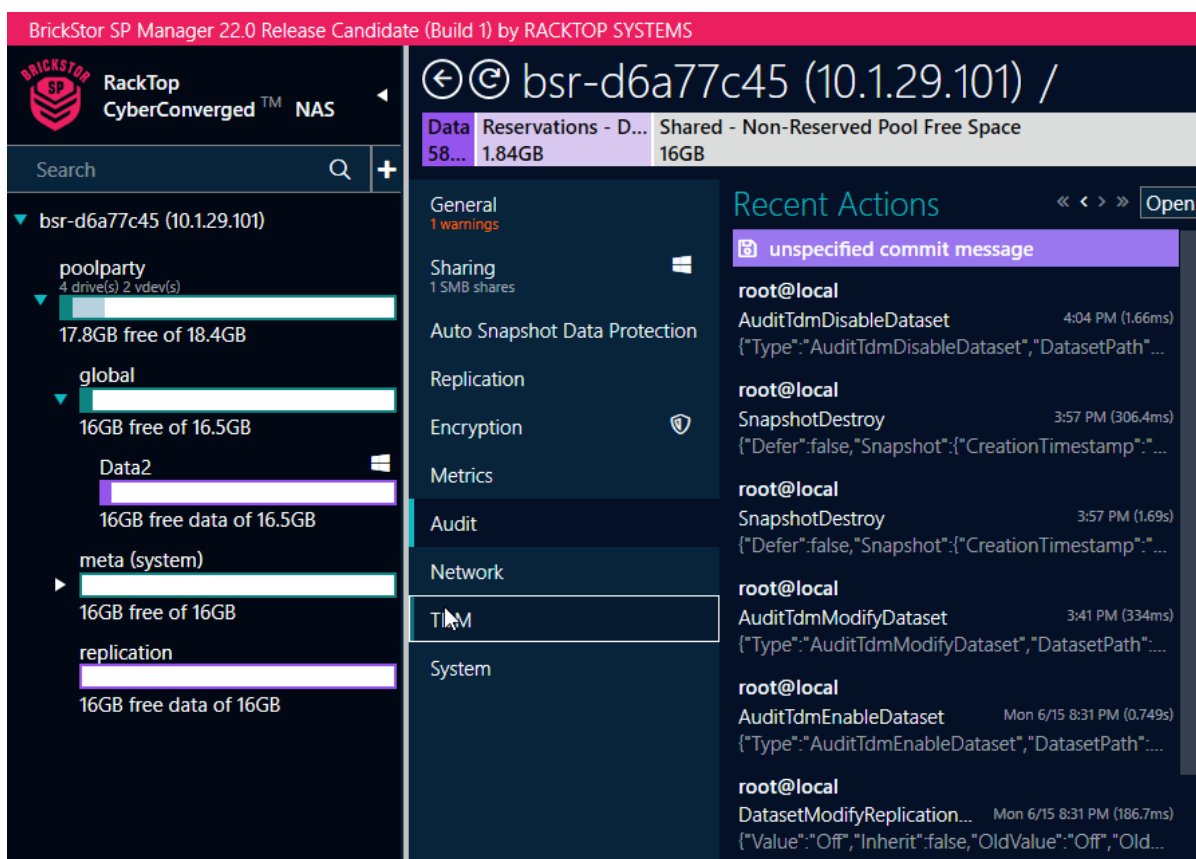 BrickStor SP Manager 22.0 Release Candidate (Build 1) by RACKTOP SYSTEMS
BRICKSTOR
SP
RackTop
CyberConverged TM NAS
Search
bsr-d6a77c45 (10.1.29.101)
poolparty
4 drive(s) 2 vdev(s)
17.8GB free of 18.4GB
global
16GB free of 16.5GB
Data2
16GB free data of 16.5GB
meta (system)
16GB free of 16GB
replication
16GB free data of 16GB
bsr-d6a77c45 (10.1.29.101) /
Data Reservations - D... Shared - Non-Reserved Pool Free Space
58... 1.84GB 16GB
General
1 warnings
Sharing
1 SMB shares
Auto Snapshot Data Protection
Replication
Encryption
Metrics
Audit
Network
System
Recent Actions « < > » Open
unspecified commit message
root@local
AuditTdmDisableDataset 4:04 PM (1.66ms)
{"Type":"AuditTdmDisableDataset","DatasetPath"...
root@local
SnapshotDestroy 3:57 PM (306.4ms)
{"Defer":false,"Snapshot":{"CreationTimestamp":"...
root@local
SnapshotDestroy 3:57 PM (1.69s)
{"Defer":false,"Snapshot":{"CreationTimestamp":"...
root@local
AuditTdmModifyDataset 3:41 PM (334ms)
{"Type":"AuditTdmModifyDataset","DatasetPath":...
root@local
AuditTdmEnableDataset Mon 6/15 8:31 PM (0.749s)
{"Type":"AuditTdmEnableDataset","DatasetPath":...
root@local
DatasetModifyReplication... Mon 6/15 8:31 PM (186.7ms)
{"Value":"Off","Inherit":false,"OldValue":"Off","Old...